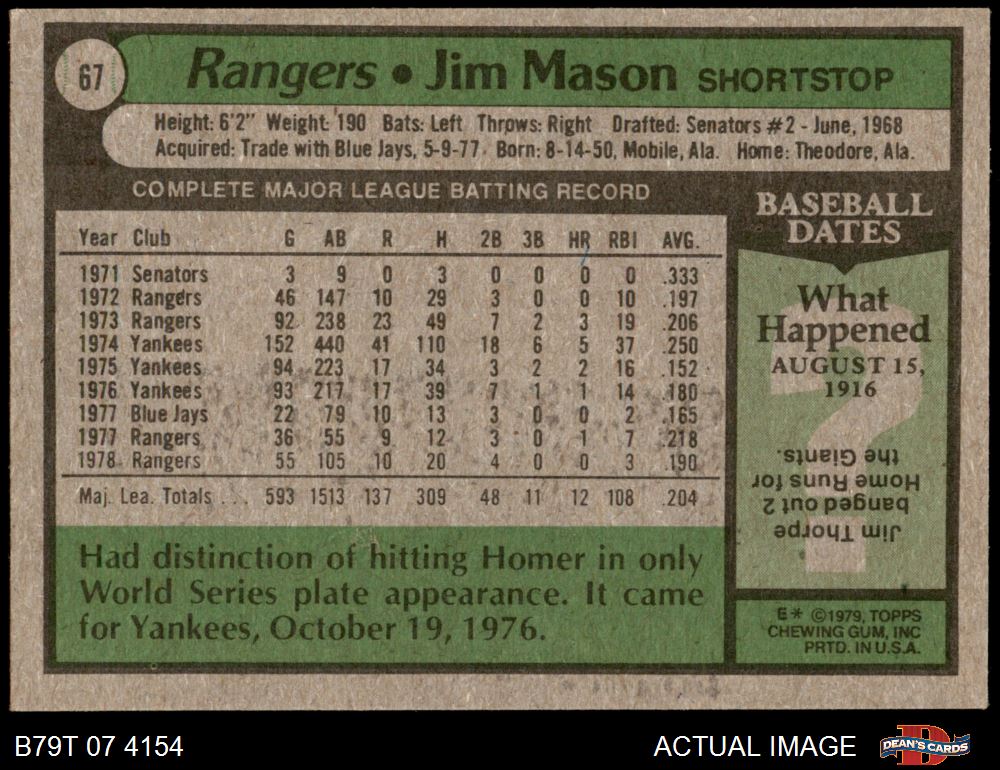 67
Rangers • Jim Mason SHORTSTOP
Height: 6'2" Weight: 190 Bats: Left Throws: Right Drafted: Senators #2 - June, 1968
Acquired: Trade with Blue Jays, 5-9-77 Born: 8-14-50, Mobile, Ala. Home: Theodore, Ala.
COMPLETE MAJOR LEAGUE BATTING RECORD
Year Club G AB R H 2B 3B HR RBI AVG.
1971 Senators 3 9 0 3 0 0 0 0 .333
1972 Rangers 46 147 10 29 3 0 0 10 .197
1973 Rangers 92 238 23 49 7 2 3 19 .206
1974 Yankees 152 440 41 110 18 6 5 37 .250
1975 Yankees 94 223 17 34 3 2 2 16 .152
1976 Yankees 93 217 17 39 7 1 1 14 .180
1977 Blue Jays 22 79 10 13 3 0 0 2 .165
1977 Rangers 36 55 9 12 3 0 1 7 .218
1978 Rangers 55 105 10 20 4 0 0 3 .190
Maj. Lea. Totals . . . 593 1513 137 309 48 11 12 108 .204
Had distinction of hitting Homer in only
World Series plate appearance. It came
for Yankees, October 19, 1976.
BASEBALL
DATES
What
Happened
AUGUST 15,
1916
Jim Thorpe
banged out 2
Home Runs for
the Giants.
E* ©1979, TOPPS
CHEWING GUM, INC
PRTD. IN U.S.A.
B79T 07 4154
ACTUAL IMAGE
D
DEAN'S CARDS